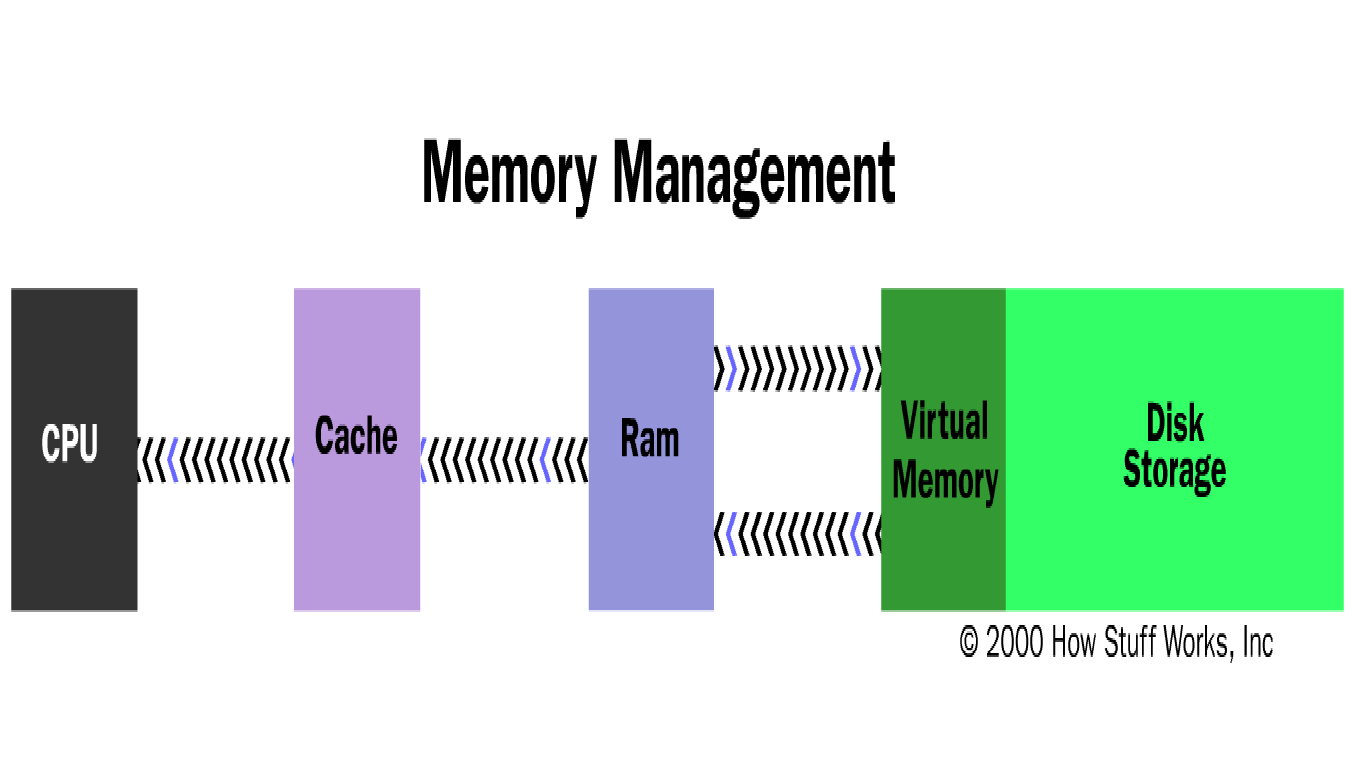 Memory Management
CPU
Cache
Ram
Virtual
Memory
Disk
Storage
© 2000 How Stuff Works, Inc